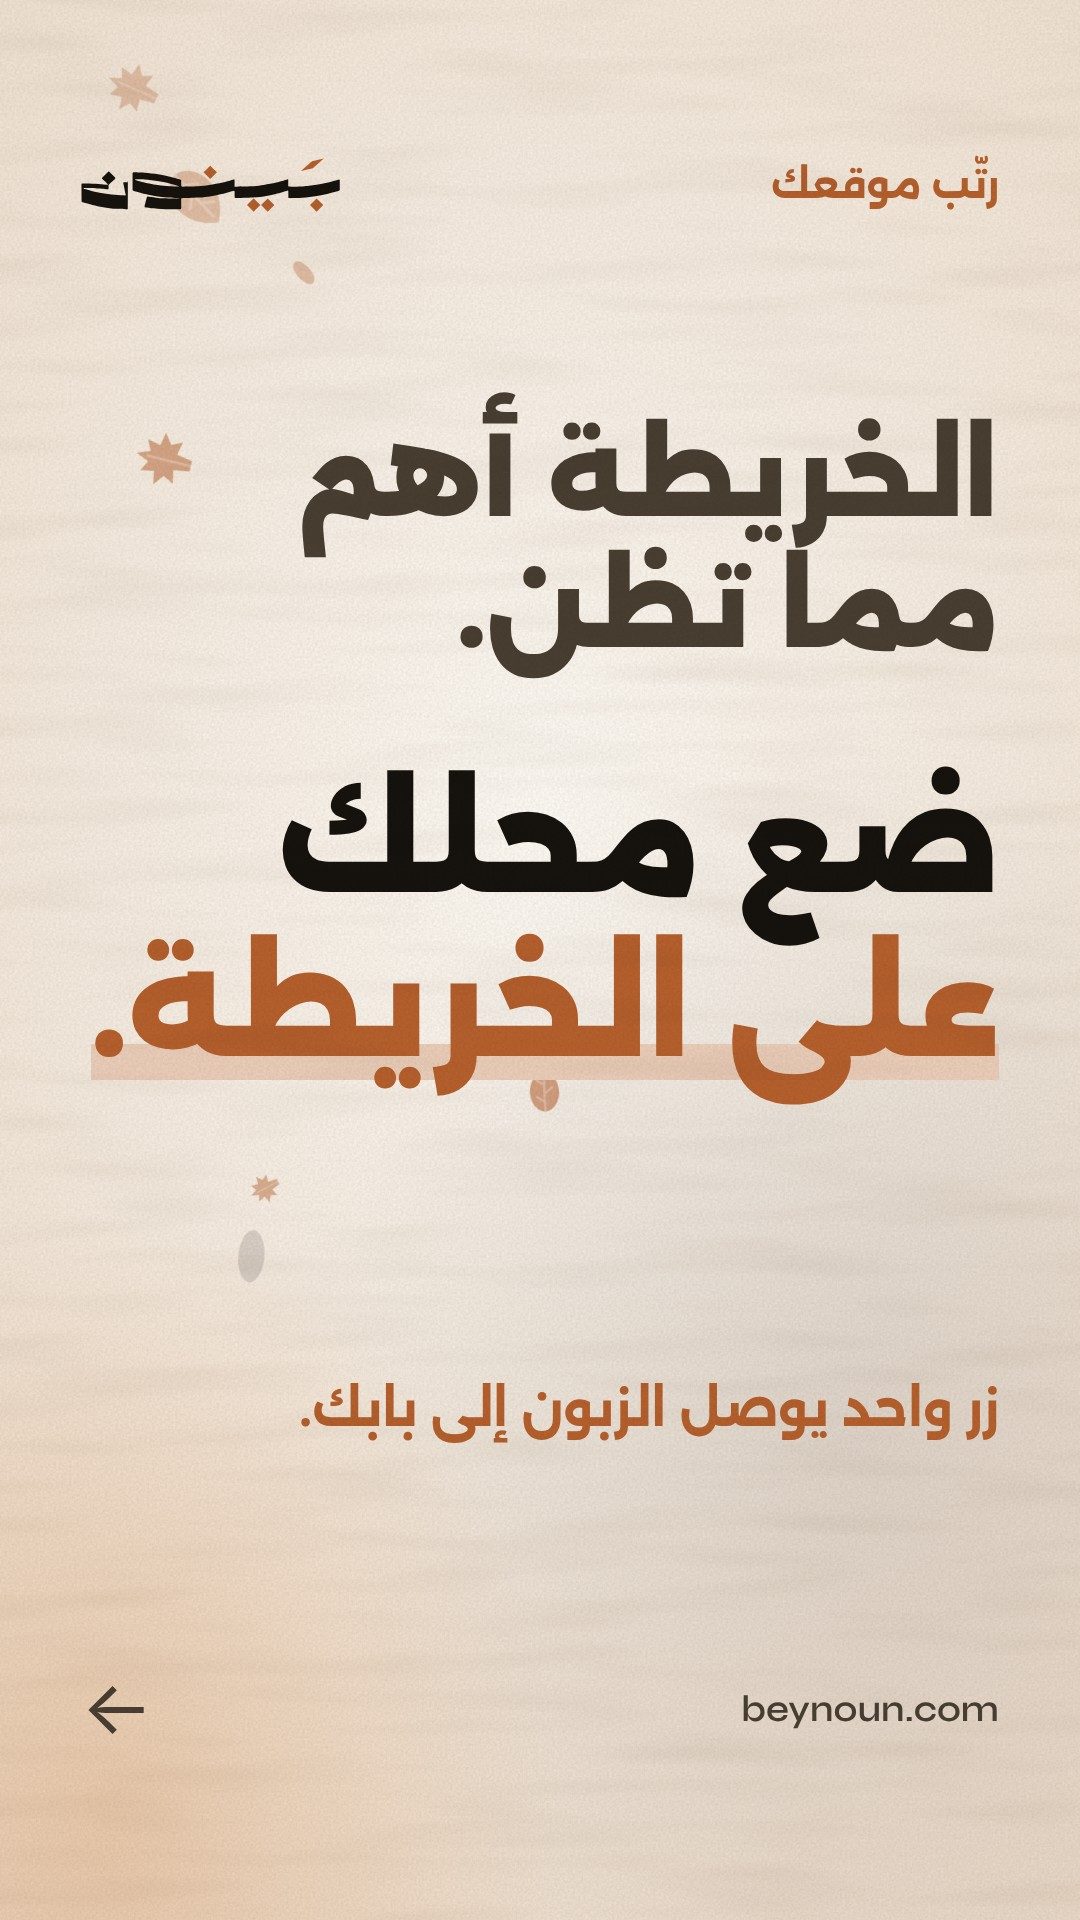 رتّب موقعك
بَينون
الخريطة أهم
مما تظن.
ضع محلك
على الخريطة.
زر واحد يوصل الزبون إلى بابك.
beynoun.com